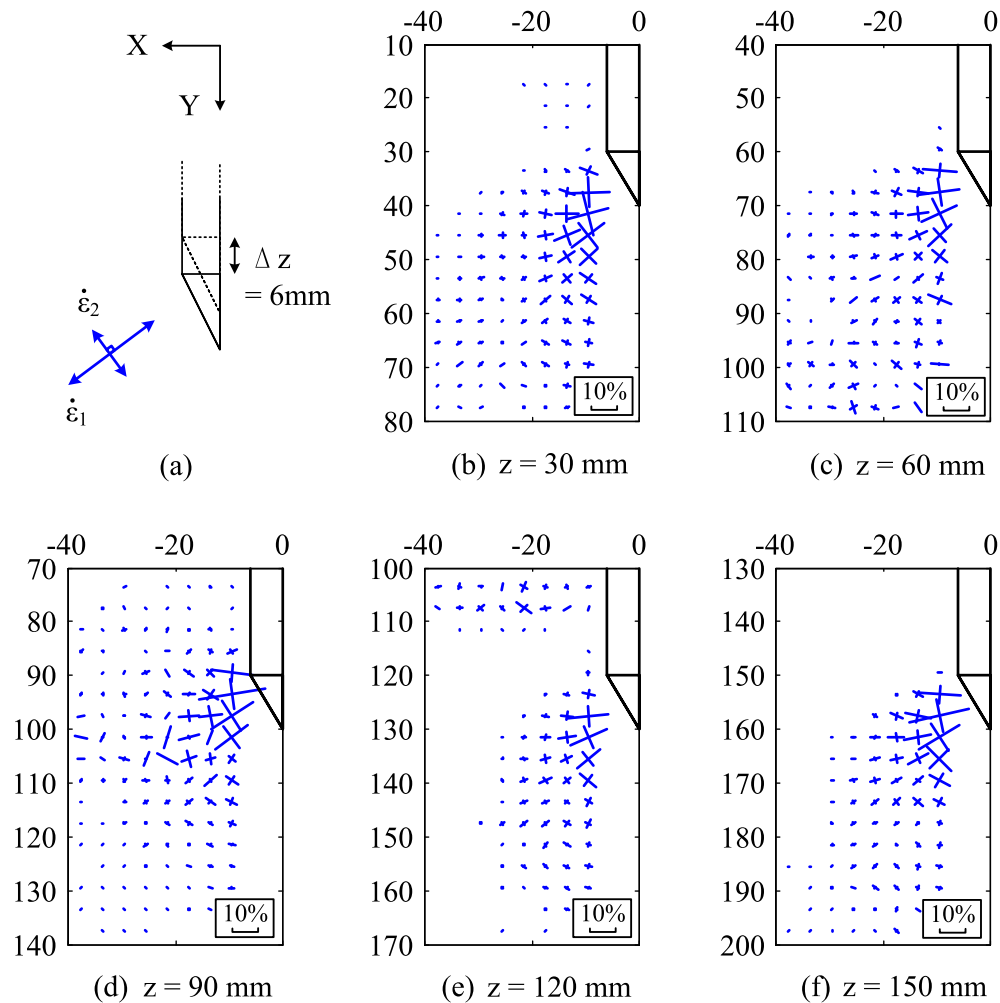 X
Y
Δ z
= 6mm
ε̇2
ε̇1
(a)
-40 -20 0
10
20
30
40
50
60
70
80
10%
(b) z = 30 mm
-40 -20 0
40
50
60
70
80
90
100
110
10%
(c) z = 60 mm
-40 -20 0
70
80
90
100
110
120
130
140
10%
(d) z = 90 mm
-40 -20 0
100
110
120
130
140
150
160
170
10%
(e) z = 120 mm
-40 -20 0
130
140
150
160
170
180
190
200
10%
(f) z = 150 mm